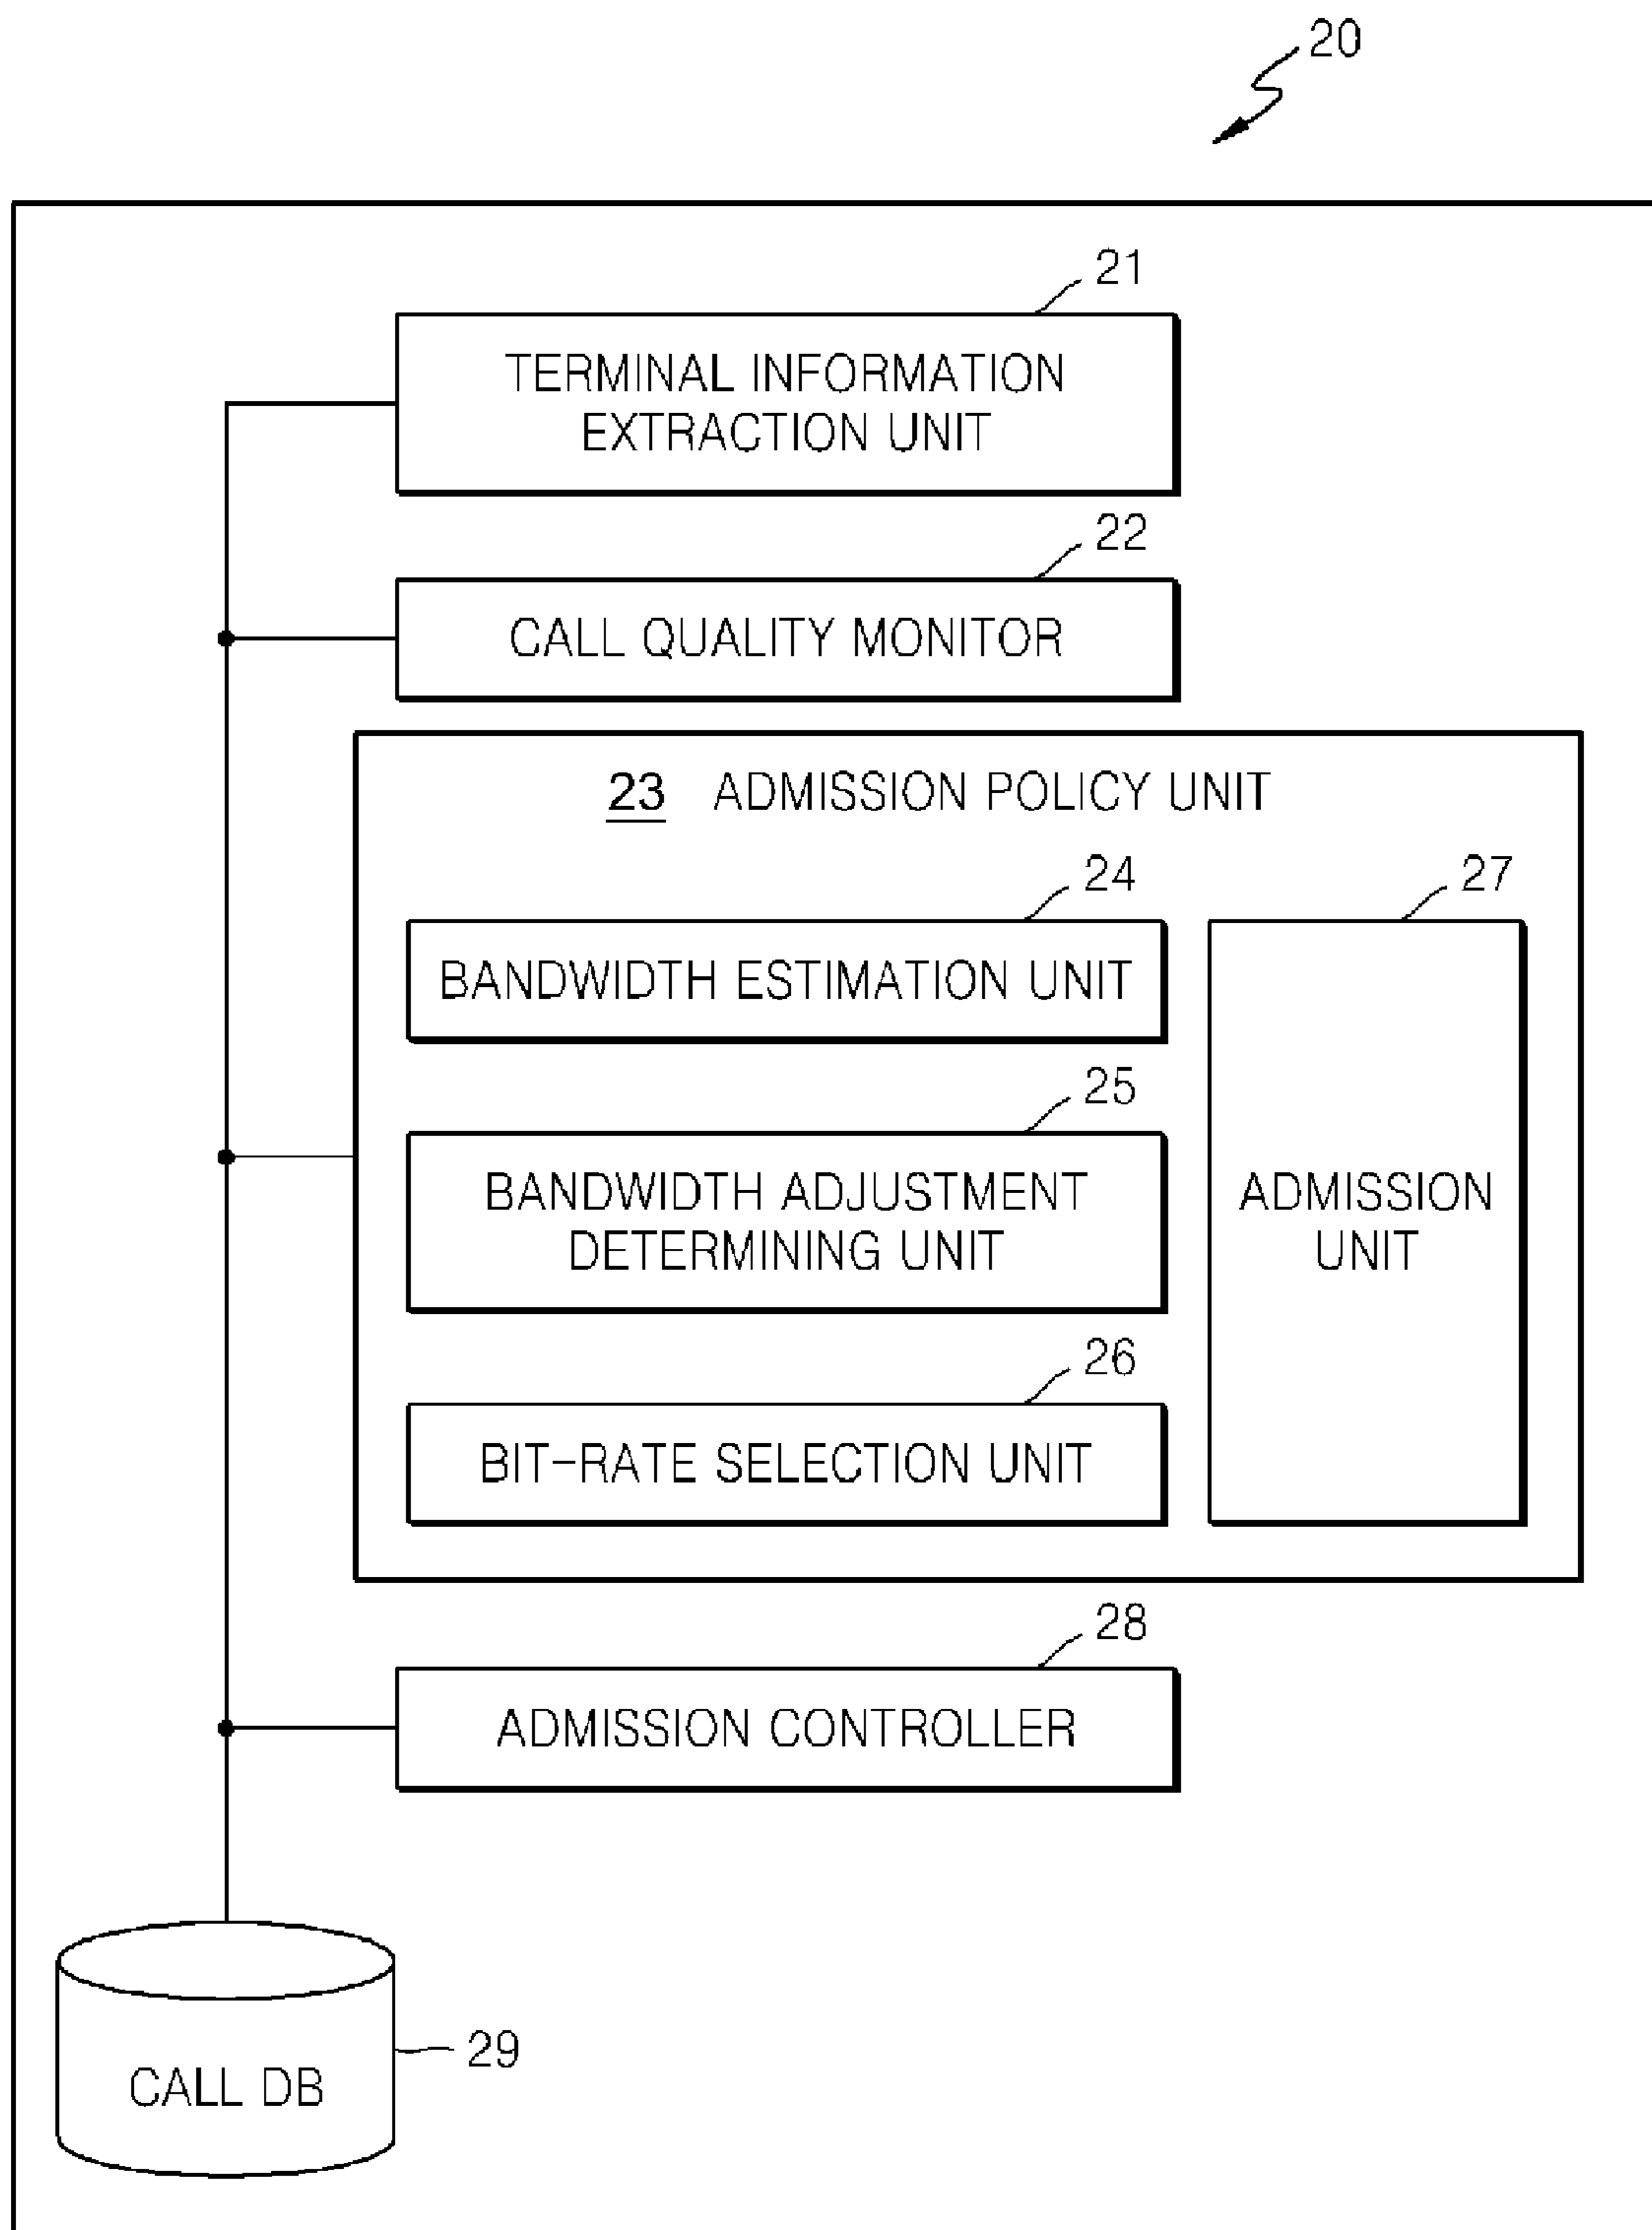 20
21
TERMINAL INFORMATION
EXTRACTION UNIT
22
CALL QUALITY MONITOR
23 ADMISSION POLICY UNIT
24
BANDWIDTH ESTIMATION UNIT
25
BANDWIDTH ADJUSTMENT
DETERMINING UNIT
26
BIT-RATE SELECTION UNIT
27
ADMISSION
UNIT
28
ADMISSION CONTROLLER
29
CALL DB